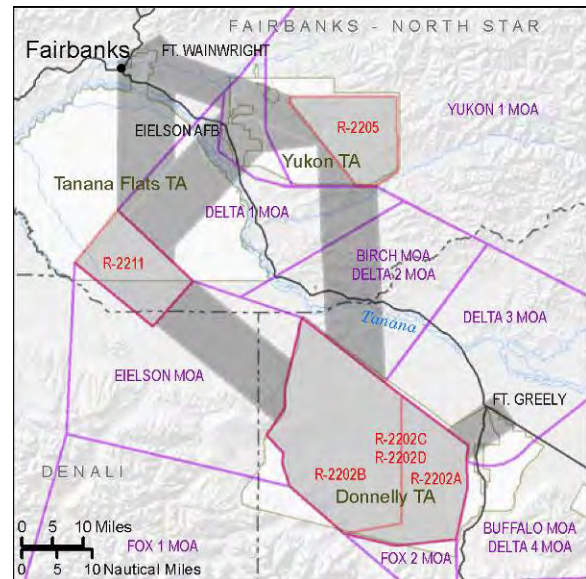 FAIRBANKS - NORTH STAR
Fairbanks
FT. WAINWRIGHT
YUKON 1 MOA
EIELSON AFB
R-2205
Yukon TA
Tanana Flats TA
DELTA 1 MOA
R-2211
BIRCH MOA
DELTA 2 MOA
Tanana
DELTA 3 MOA
EIELSON MOA
FT. GREELY
R-2202C
R-2202D
R-2202B
R-2202A
DENALI
Donnelly TA
0 5 10 Miles
0 5 10 Nautical Miles
FOX 1 MOA
FOX 2 MOA
BUFFALO MOA
DELTA 4 MOA